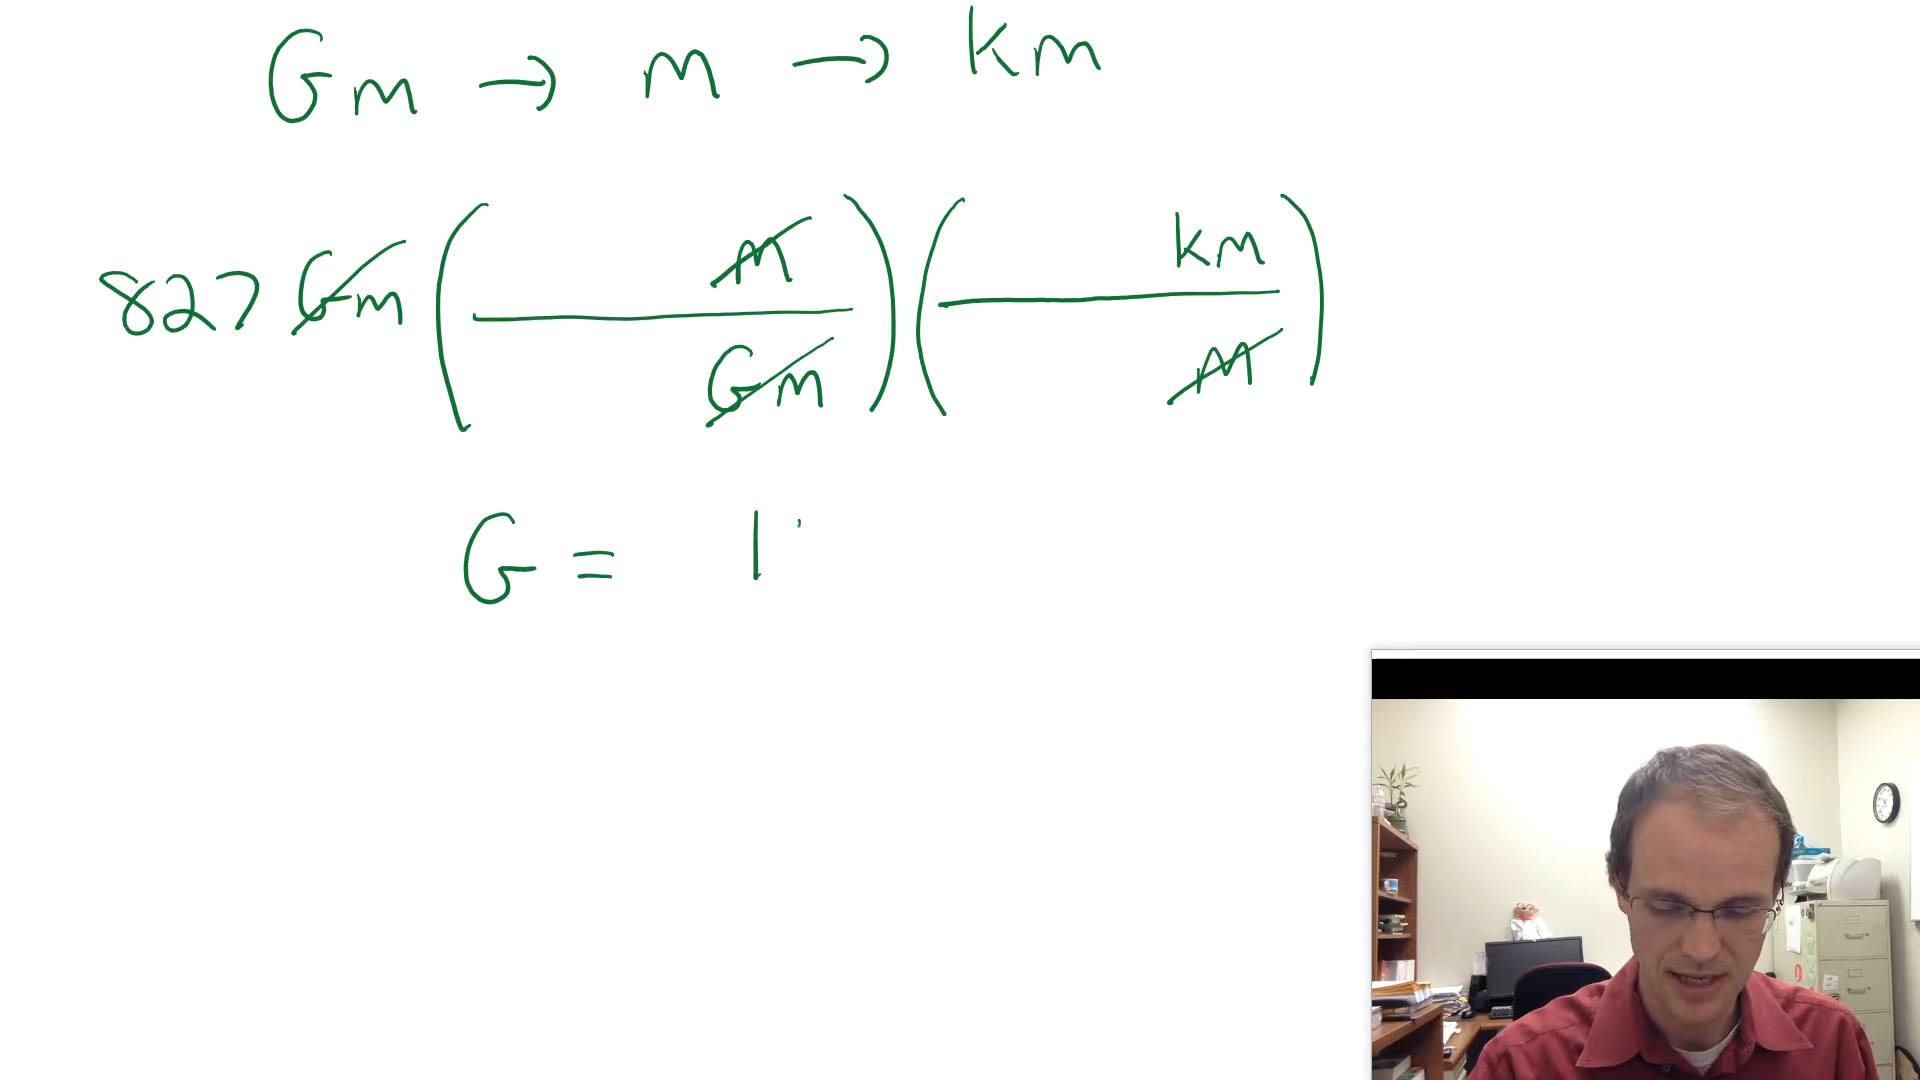 Gm → m → km
827 Gm ( m / Gm ) ( km / m )
G = 1